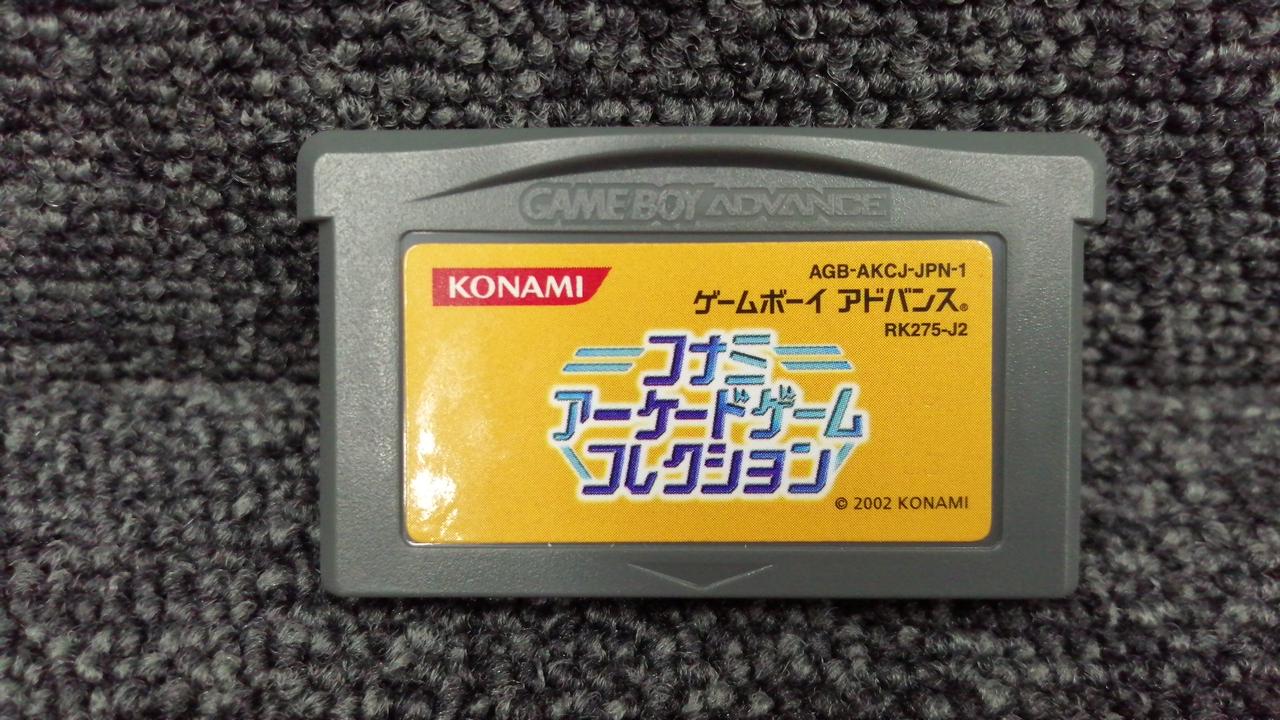 GAME BOY ADVANCE
KONAMI
AGB-AKCJ-JPN-1
ゲームボーイ アドバンス®
RK275-J2
コナミ
アーケードゲーム
コレクション
© 2002 KONAMI